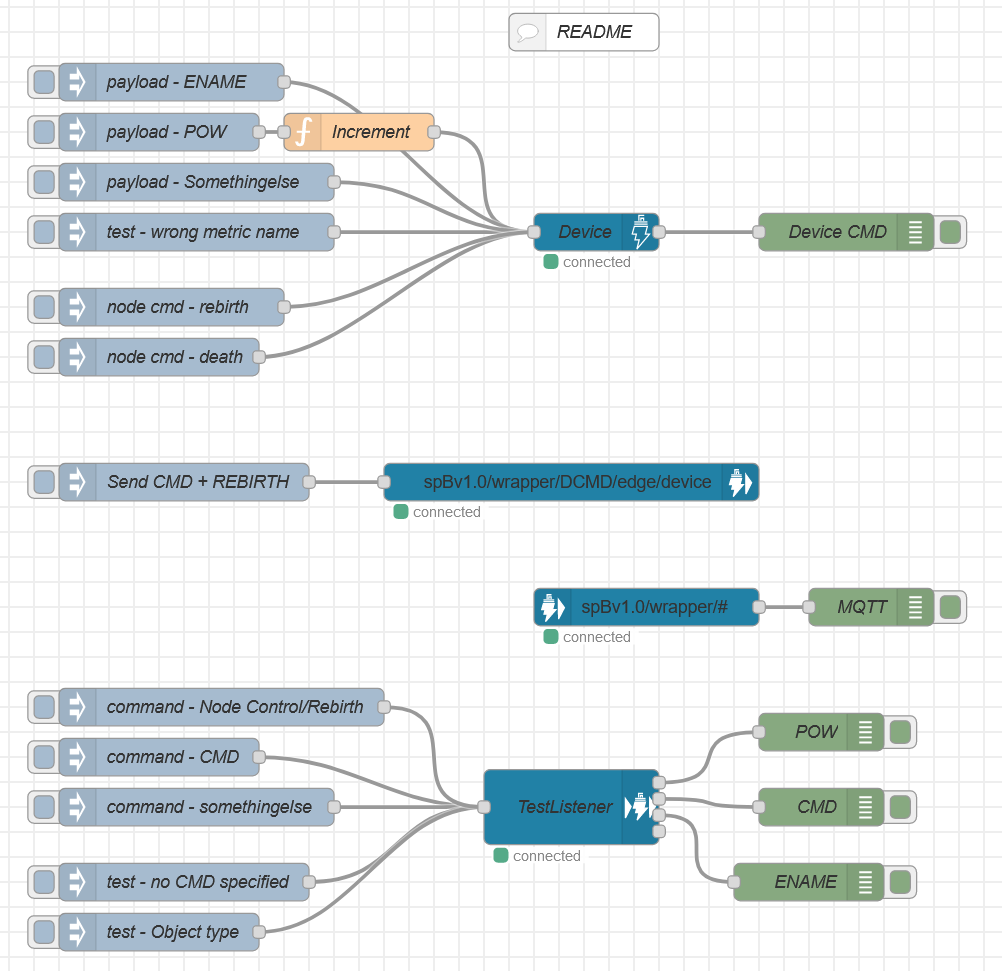 README
payload - ENAME
payload - POW
Increment
payload - Somethingelse
test - wrong metric name
Device
Device CMD
connected
node cmd - rebirth
node cmd - death
Send CMD + REBIRTH
spBv1.0/wrapper/DCMD/edge/device
connected
spBv1.0/wrapper/#
MQTT
connected
command - Node Control/Rebirth
POW
command - CMD
command - somethingelse
TestListener
CMD
connected
test - no CMD specified
ENAME
test - Object type